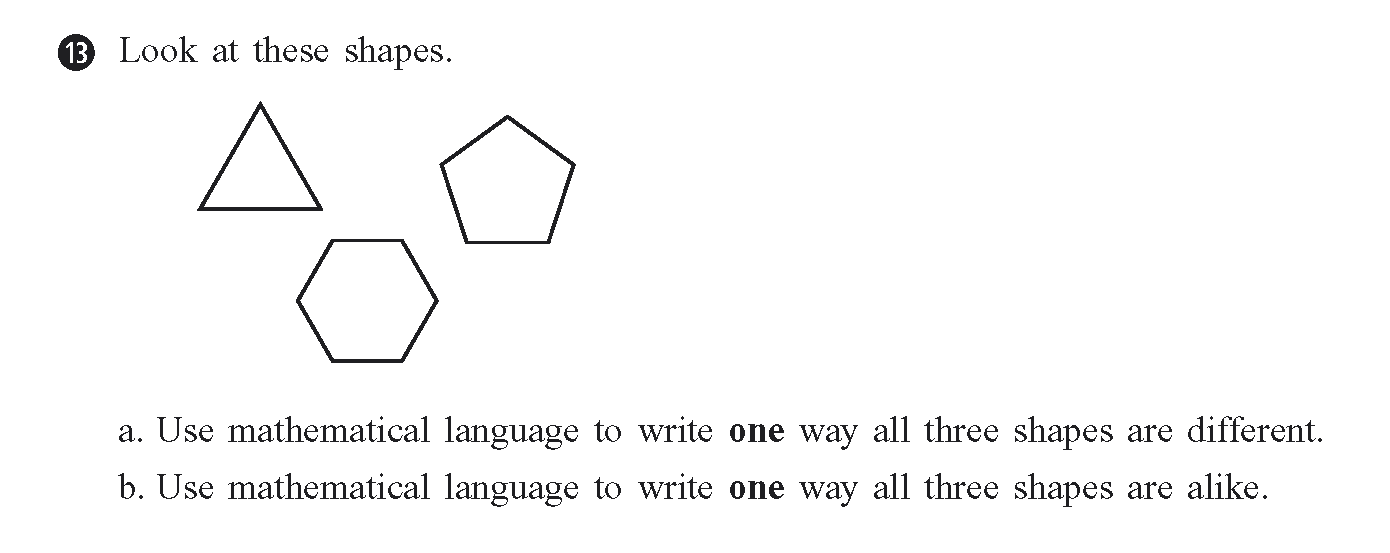 13 Look at these shapes.
a. Use mathematical language to write one way all three shapes are different.
b. Use mathematical language to write one way all three shapes are alike.